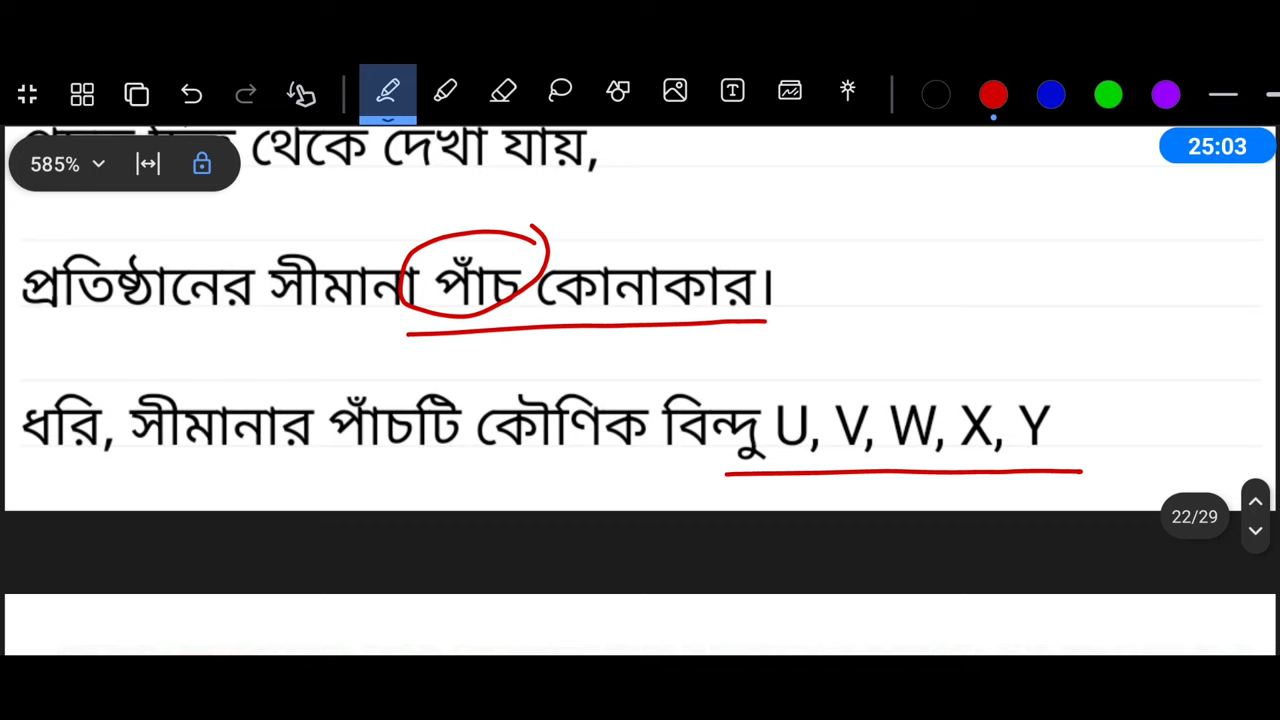 585%
25:03
থেকে দেখা যায়,
প্রতিষ্ঠানের সীমানা পাঁচ কোনাকার।
ধরি, সীমানার পাঁচটি কৌণিক বিন্দু U, V, W, X, Y
22/29